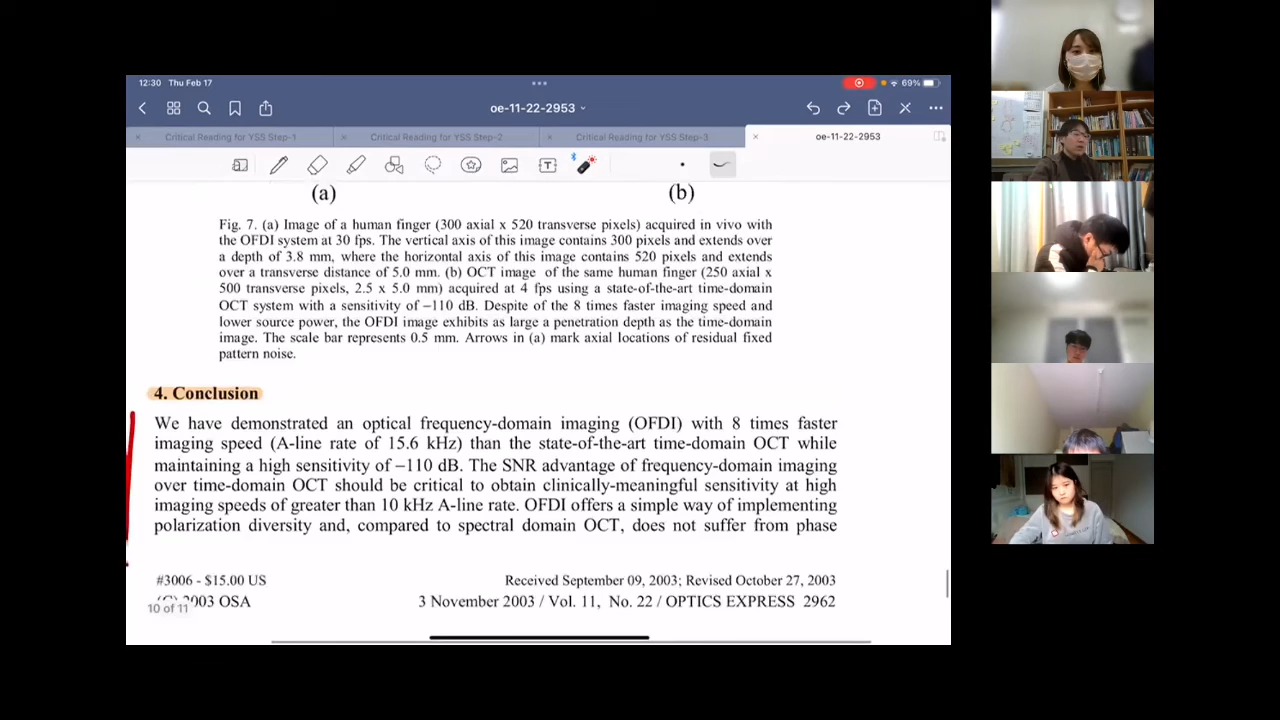 12:30 Thu Feb 17
69%
oe-11-22-2953
Critical Reading for YSS Step-1
Critical Reading for YSS Step-2
Critical Reading for YSS Step-3
oe-11-22-2953
(a) (b)
Fig. 7. (a) Image of a human finger (300 axial x 520 transverse pixels) acquired in vivo with
the OFDI system at 30 fps. The vertical axis of this image contains 300 pixels and extends over
a depth of 3.8 mm, where the horizontal axis of this image contains 520 pixels and extends
over a transverse distance of 5.0 mm. (b) OCT image of the same human finger (250 axial x
500 transverse pixels, 2.5 x 5.0 mm) acquired at 4 fps using a state-of-the-art time-domain
OCT system with a sensitivity of −110 dB. Despite of the 8 times faster imaging speed and
lower source power, the OFDI image exhibits as large a penetration depth as the time-domain
image. The scale bar represents 0.5 mm. Arrows in (a) mark axial locations of residual fixed
pattern noise.
4. Conclusion
We have demonstrated an optical frequency-domain imaging (OFDI) with 8 times faster
imaging speed (A-line rate of 15.6 kHz) than the state-of-the-art time-domain OCT while
maintaining a high sensitivity of −110 dB. The SNR advantage of frequency-domain imaging
over time-domain OCT should be critical to obtain clinically-meaningful sensitivity at high
imaging speeds of greater than 10 kHz A-line rate. OFDI offers a simple way of implementing
polarization diversity and, compared to spectral domain OCT, does not suffer from phase
#3006 - $15.00 US Received September 09, 2003; Revised October 27, 2003
(C) 2003 OSA 3 November 2003 / Vol. 11, No. 22 / OPTICS EXPRESS 2962
10 of 11